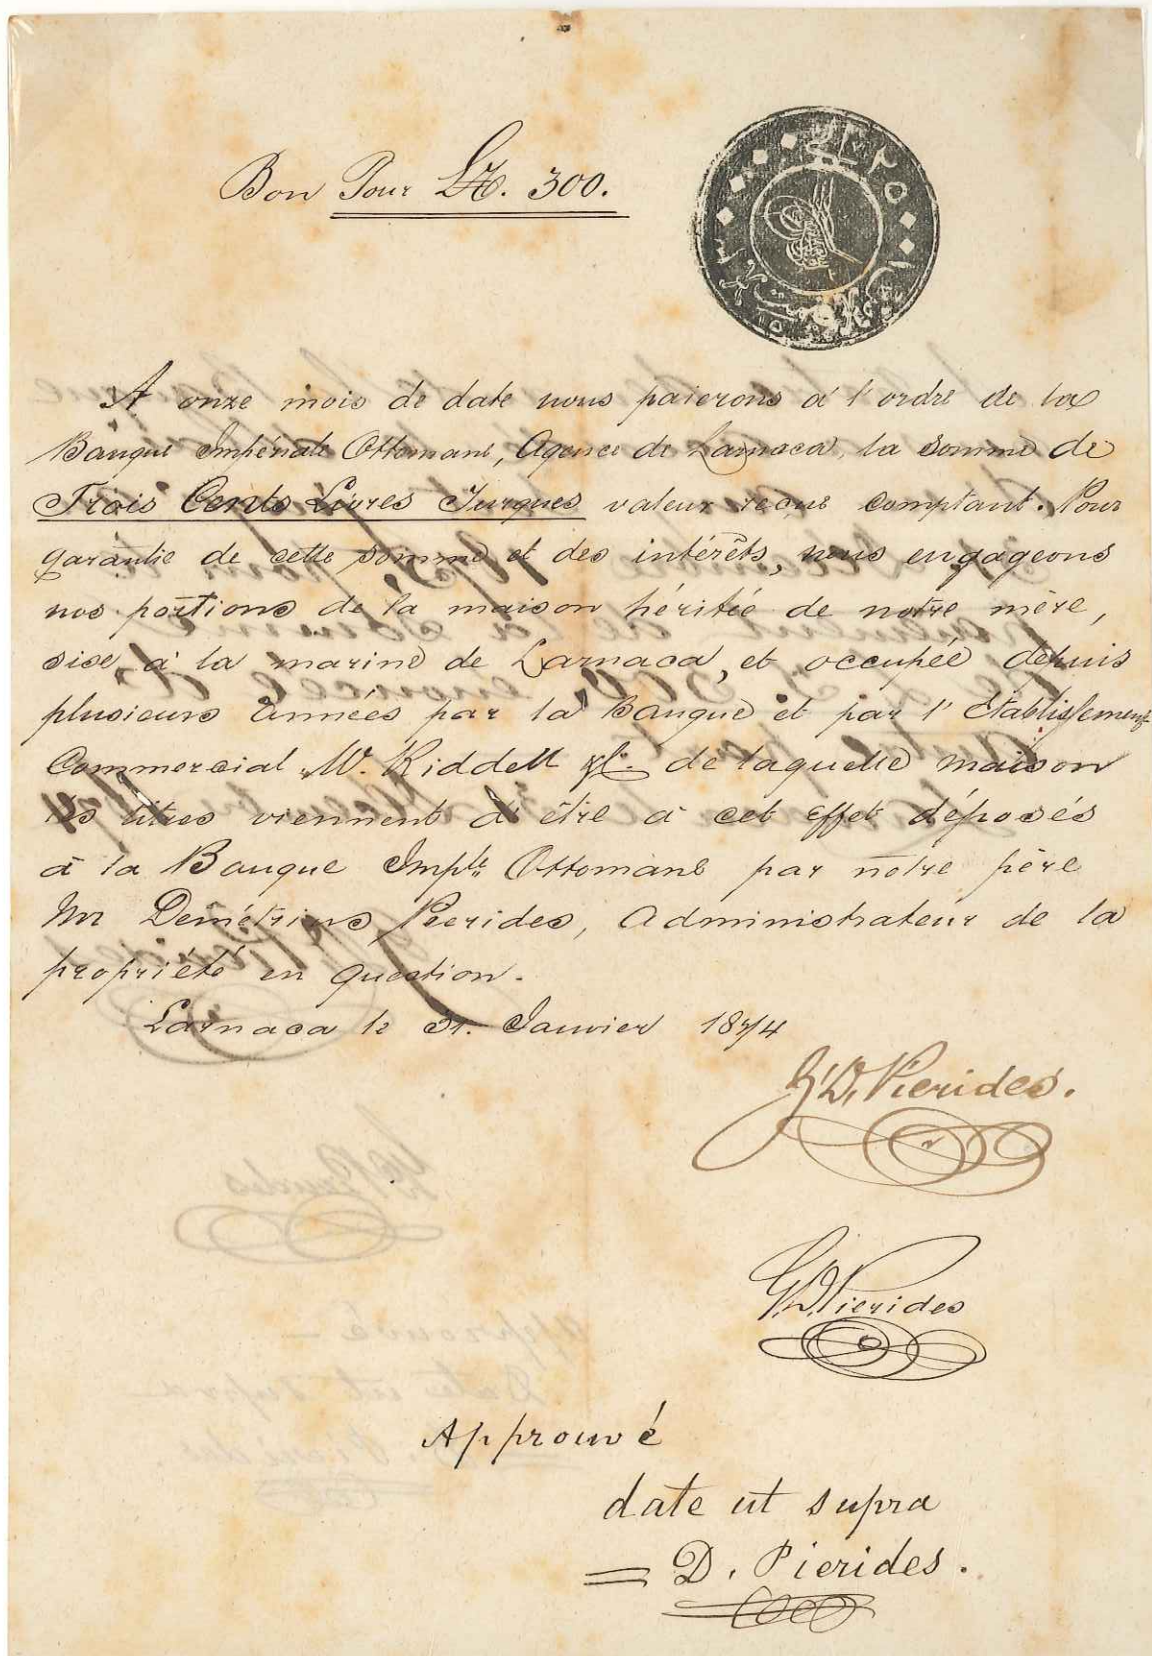 Bon Pour L.T. 300.
A onze mois de date nous paierons à l'ordre de la
Banque Impériale Ottomane, Agence de Larnaca, la somme de
Trois Cents Livres Turques valeur reçue comptant. Pour
garantie de cette somme et des intérêts, nous engageons
nos portions de la maison héritée de notre mère,
sise à la marine de Larnaca, et occupée depuis
plusieurs années par la Banque et par l'Etablissement
Commercial W. Riddell & C. de laquelle maison
les titres viennent d'être à cet effet déposés
à la Banque Imple Ottomane par notre père
Mr Démétrius Pierides, Administrateur de la
propriété en question.
Larnaca le 31. Janvier 1874
Z. D. Pierides.
G. D. Pierides
Approuvé
date ut supra
D. Pierides.